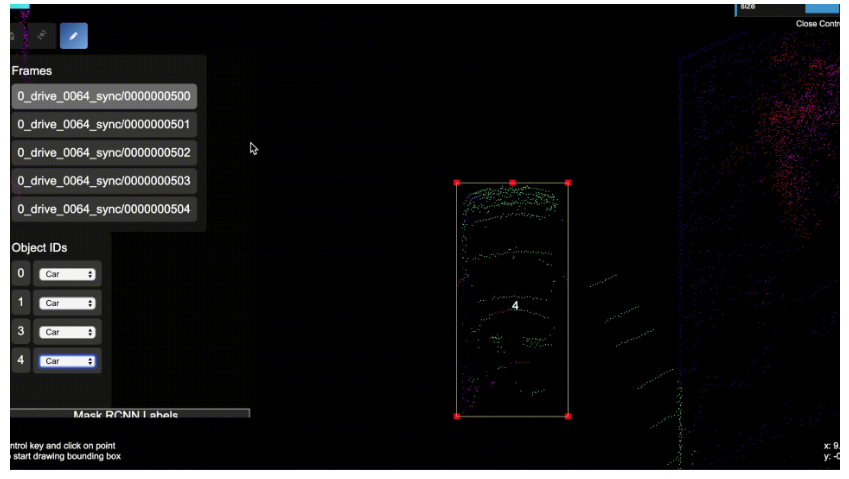 size
Close Contr
Frames
0_drive_0064_sync/0000000500
0_drive_0064_sync/0000000501
0_drive_0064_sync/0000000502
0_drive_0064_sync/0000000503
0_drive_0064_sync/0000000504
Object IDs
0 Car
1 Car
3 Car
4 Car
4
Mask RCNN Labels
ntrol key and click on point
start drawing bounding box
x: 9.
y: -0